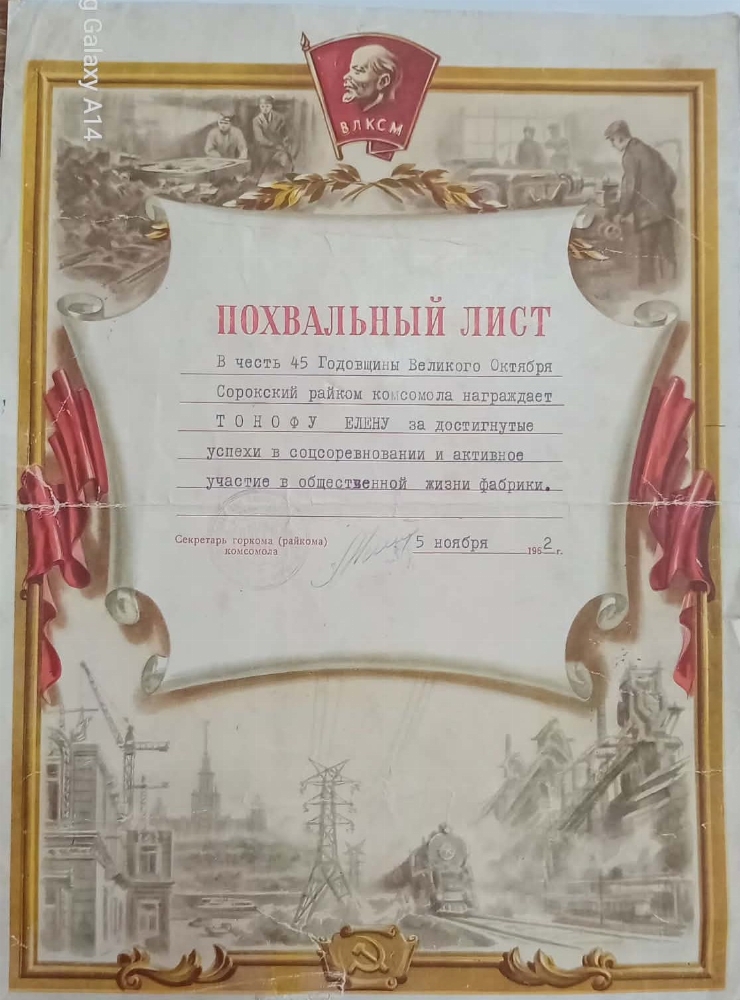 g Galaxy A14
ВЛКСМ
ПОХВАЛЬНЫЙ ЛИСТ
В честь 45 Годовщины Великого Октября
Сорокский райком комсомола награждает
ТОНОФУ ЕЛЕНУ за достигнутые
успехи в соцсоревновании и активное
участие в общественной жизни фабрики.
Секретарь горкома (райкома) 5 ноября 1962 г.
комсомола